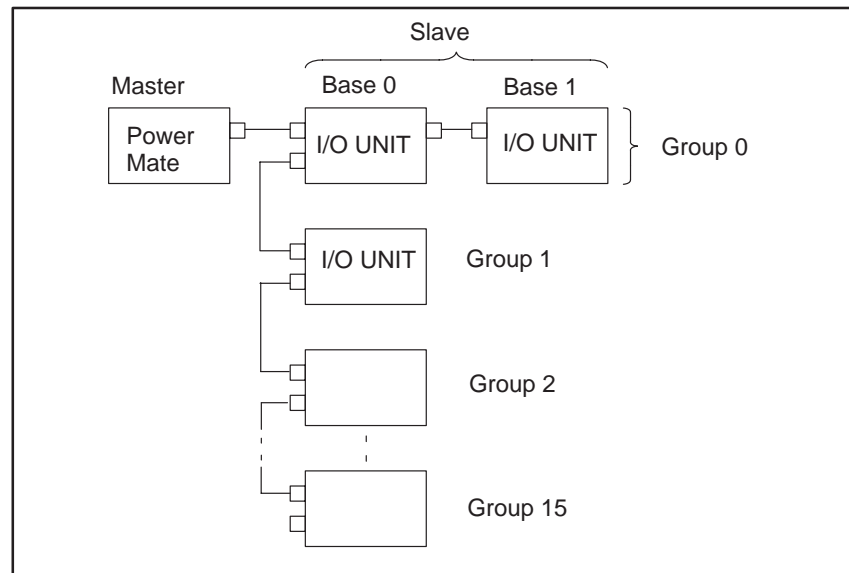 Slave
Master
Base 0
Base 1
Power
Mate
I/O UNIT
I/O UNIT
Group 0
I/O UNIT
Group 1
Group 2
Group 15